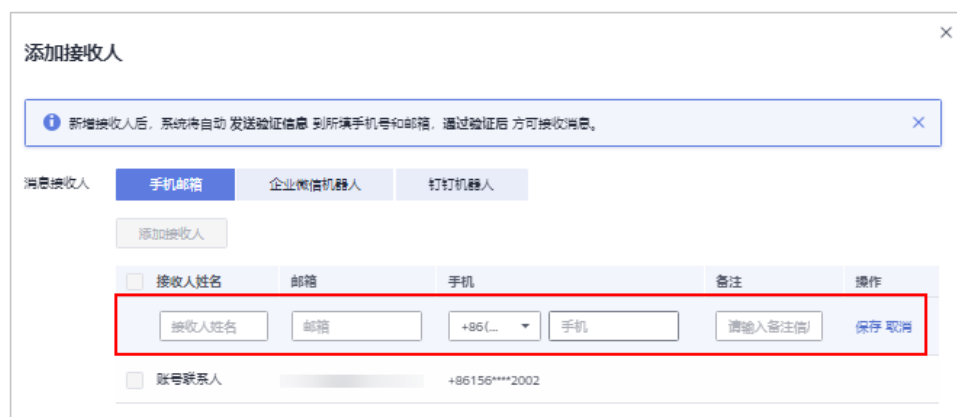 添加接收人
新增接收人后，系统将自动 发送验证信息 到所填手机号和邮箱，通过验证后 方可接收消息。
消息接收人 手机邮箱 企业微信机器人 钉钉机器人
添加接收人
接收人姓名 邮箱 手机 备注 操作
接收人姓名 邮箱 +86(... 手机 请输入备注信 保存 取消
账号联系人 +86156****2002